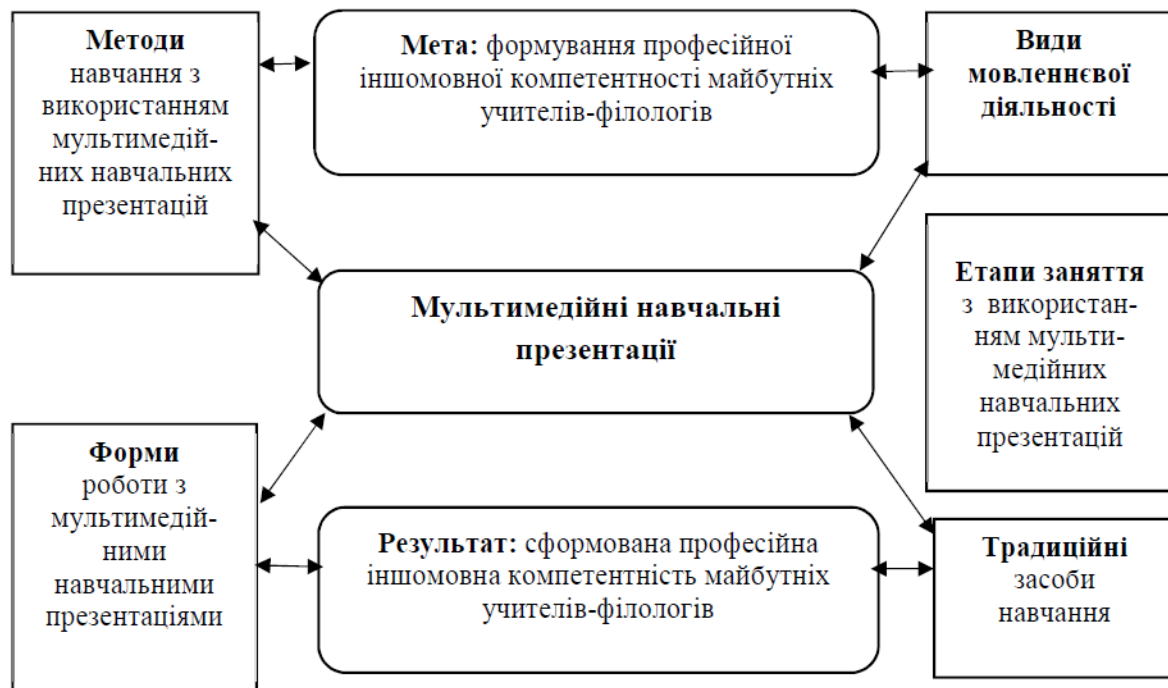 Методи
навчання з
використанням
мультимедій-
них навчальних
презентацій
Мета: формування професійної
іншомовної компетентності майбутніх
учителів-філологів
Види
мовленнєвої
діяльності
Мультимедійні навчальні
презентації
Етапи заняття
з використан-
ням мульти-
медійних
навчальних
презентацій
Форми
роботи з
мультимедій-
ними
навчальними
презентаціями
Результат: сформована професійна
іншомовна компетентність майбутніх
учителів-філологів
Традиційні
засоби
навчання